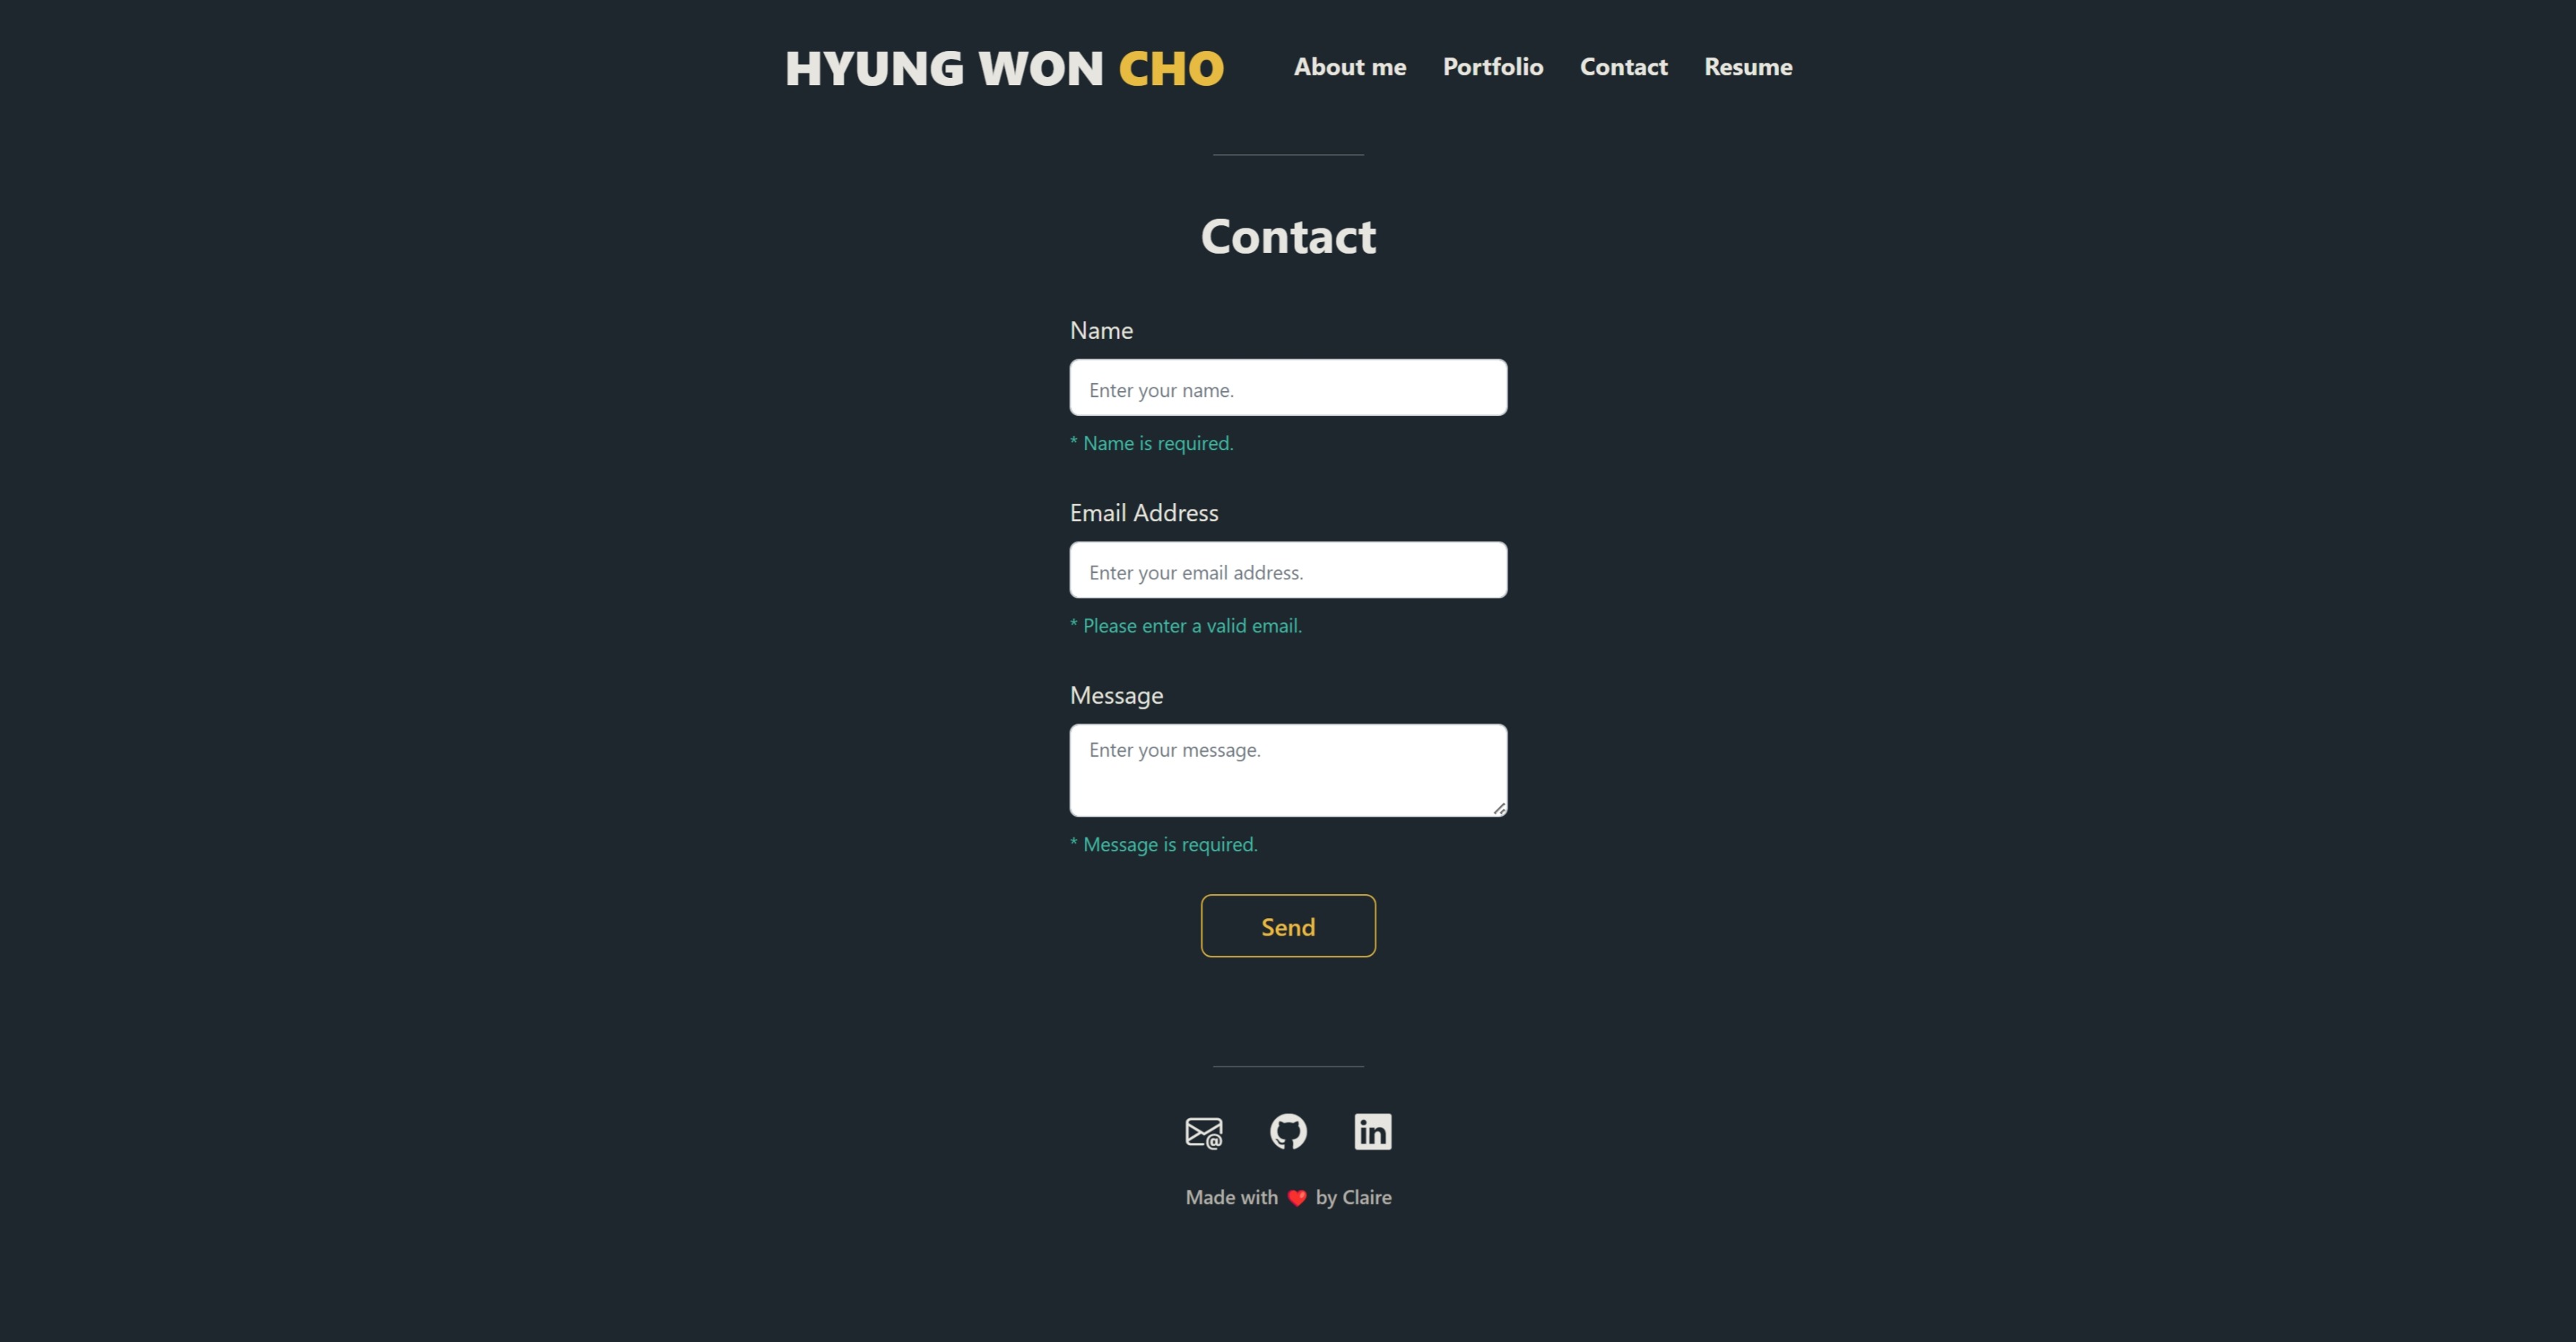 HYUNG WON CHO About me Portfolio Contact Resume
Contact
Name
Enter your name.
* Name is required.
Email Address
Enter your email address.
* Please enter a valid email.
Message
Enter your message.
* Message is required.
Send
@ in
Made with ❤️ by Claire